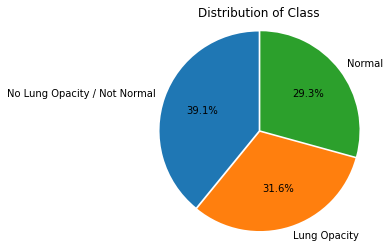 Distribution of Class
Normal
No Lung Opacity / Not Normal
29.3%
39.1%
31.6%
Lung Opacity